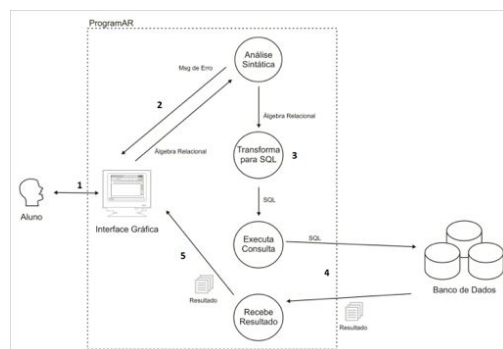 ProgramAR
Análise
Sintática
Msg de Erro
2
Álgebra Relacional
Álgebra Relacional
Transforma
para SQL
3
1
SQL
Aluno
Interface Gráfica
Executa
Consulta
SQL
5
4
Banco de Dados
Resultado
Recebe
Resultado
Resultado